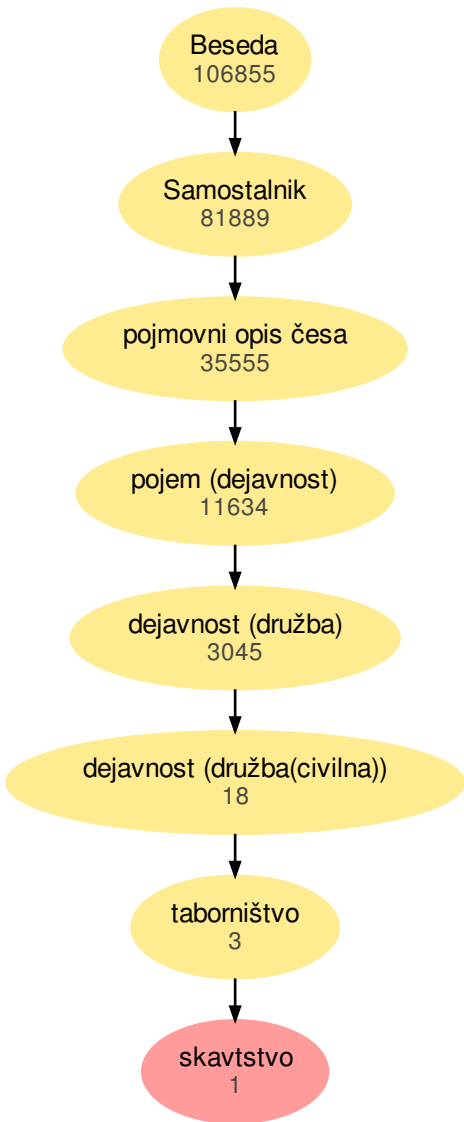 Beseda
106855
Samostalnik
81889
pojmovni opis česa
35555
pojem (dejavnost)
11634
dejavnost (družba)
3045
dejavnost (družba(civilna))
18
taborništvo
3
skavtstvo
1